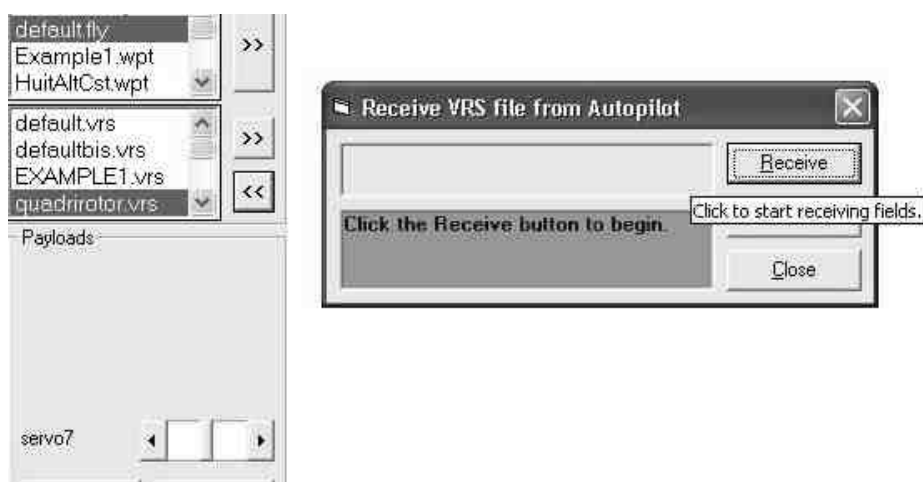 default.fly
Example1.wpt
HuitAltCst.wpt
>>
default.vrs
defaultbis.vrs
EXAMPLE1.vrs
quadrirotor.vrs
>>
<<
Payloads
servo7
Receive VRS file from Autopilot
Receive
Click to start receiving fields.
Click the Receive button to begin.
Close